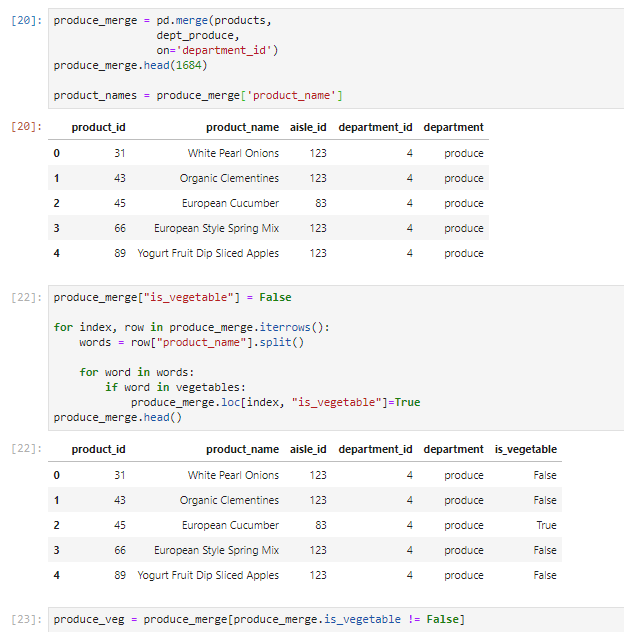 [20]: produce_merge = pd.merge(products,
dept_produce,
on='department_id')
produce_merge.head(1684)
product_names = produce_merge['product_name']
[20]: product_id product_name aisle_id department_id department
0 31 White Pearl Onions 123 4 produce
1 43 Organic Clementines 123 4 produce
2 45 European Cucumber 83 4 produce
3 66 European Style Spring Mix 123 4 produce
4 89 Yogurt Fruit Dip Sliced Apples 123 4 produce
[22]: produce_merge["is_vegetable"] = False
for index, row in produce_merge.iterrows():
words = row["product_name"].split()
for word in words:
if word in vegetables:
produce_merge.loc[index, "is_vegetable"]=True
produce_merge.head()
[22]: product_id product_name aisle_id department_id department is_vegetable
0 31 White Pearl Onions 123 4 produce False
1 43 Organic Clementines 123 4 produce False
2 45 European Cucumber 83 4 produce True
3 66 European Style Spring Mix 123 4 produce False
4 89 Yogurt Fruit Dip Sliced Apples 123 4 produce False
[23]: produce_veg = produce_merge[produce_merge.is_vegetable != False]